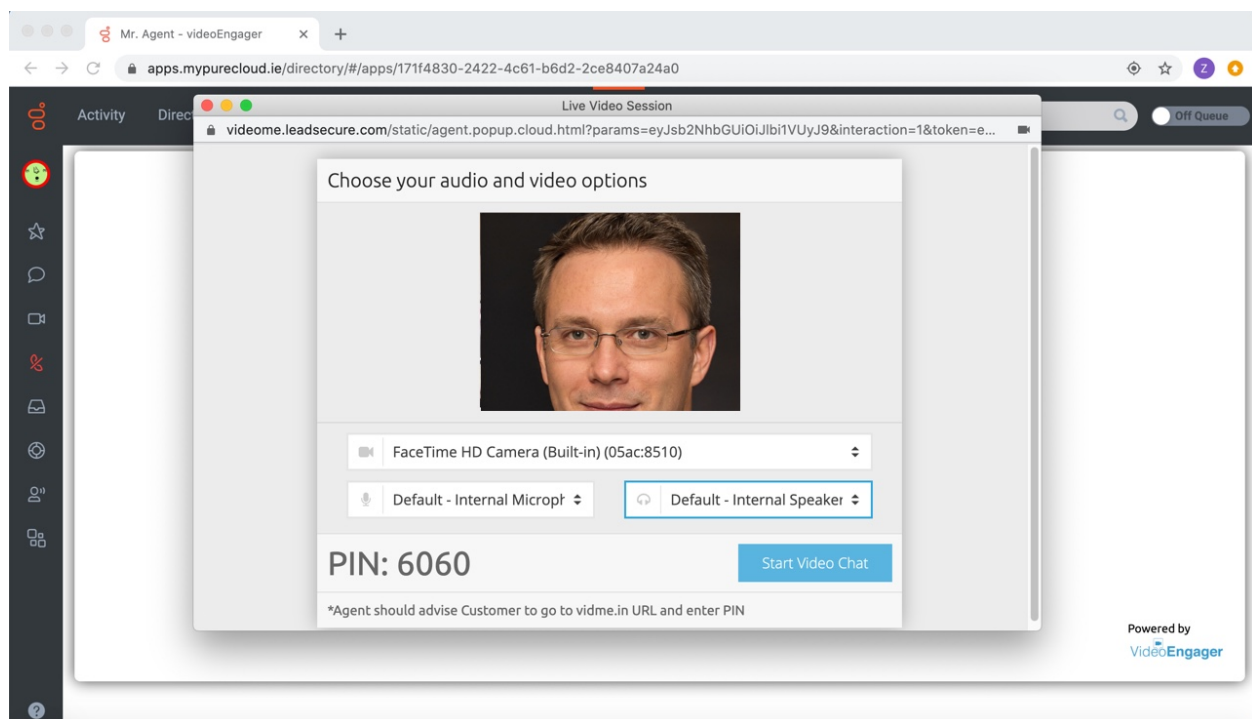 Mr. Agent - videoEngager
apps.mypurecloud.ie/directory/#/apps/171f4830-2422-4c61-b6d2-2ce8407a24a0
Z
Activity
Direc
Live Video Session
videome.leadsecure.com/static/agent.popup.cloud.html?params=eyJsb2NhbGUiOiJlbi1VUyJ9&interaction=1&token=e...
Off Queue
Choose your audio and video options
FaceTime HD Camera (Built-in) (05ac:8510)
Default - Internal Microph
Default - Internal Speaker
PIN: 6060
Start Video Chat
*Agent should advise Customer to go to vidme.in URL and enter PIN
Powered by
VideoEngager